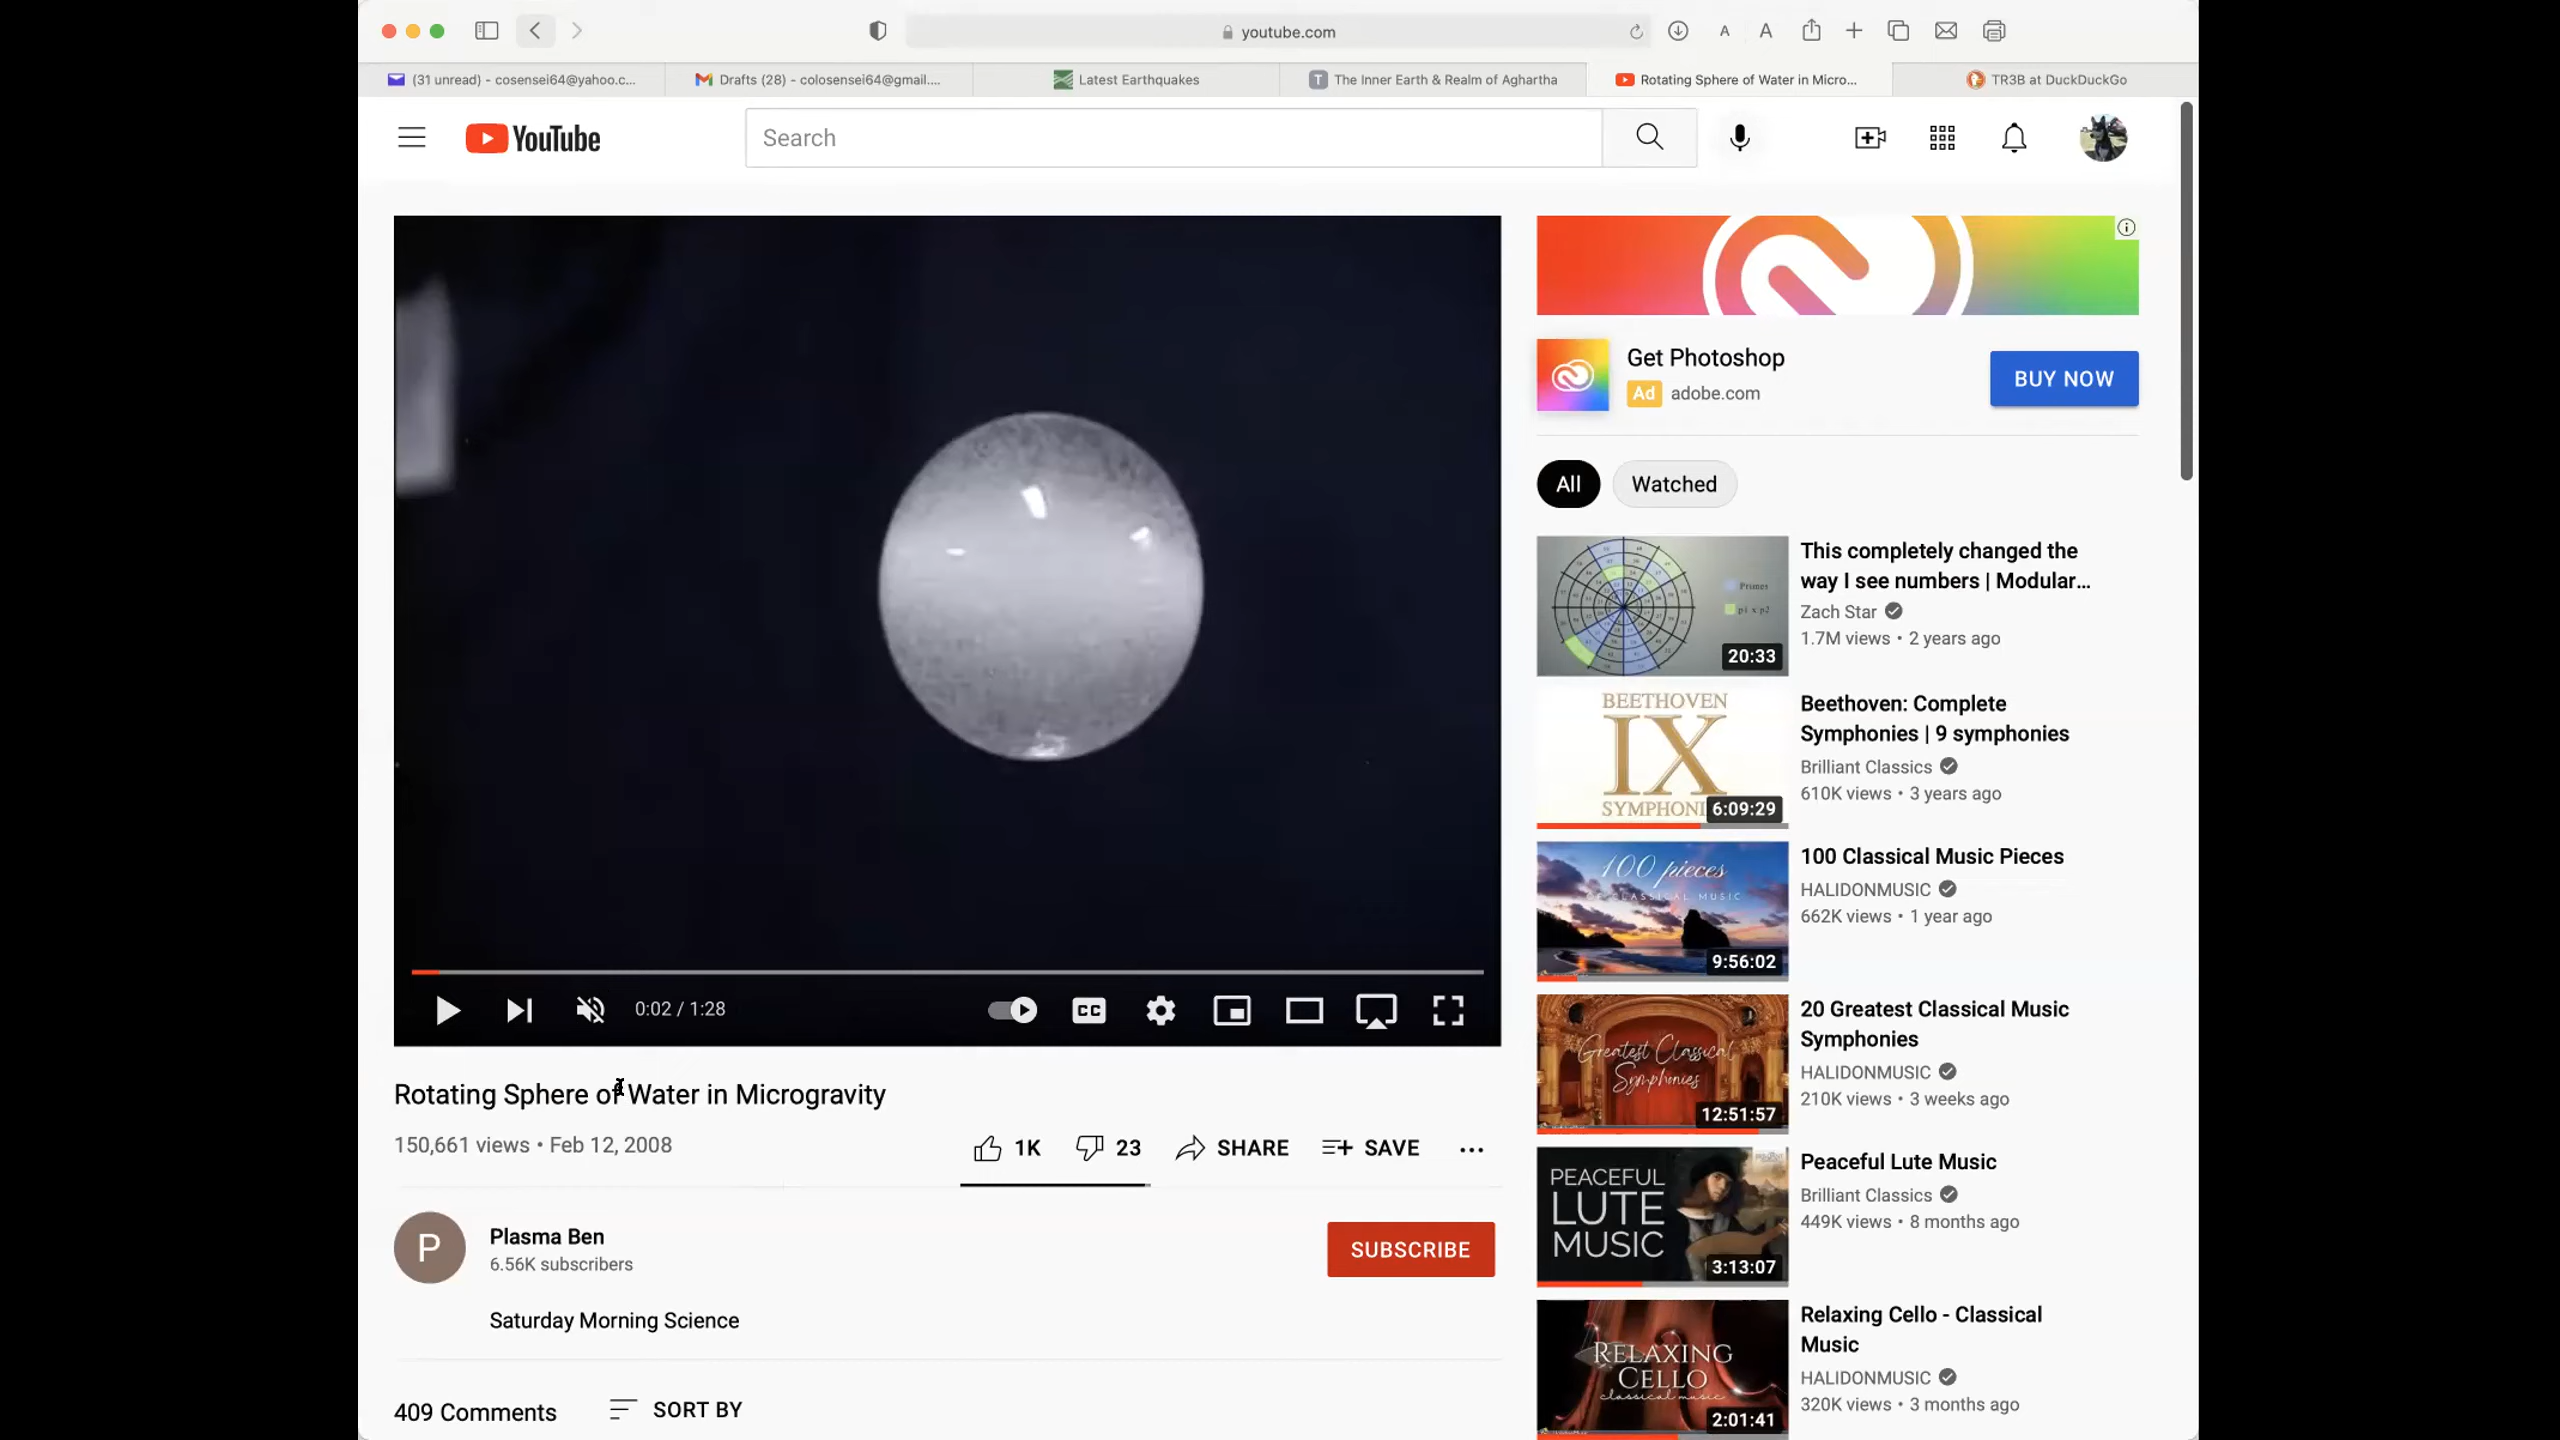 youtube.com
A A
(31 unread) - cosensei64@yahoo.c...
Drafts (28) - colosensei64@gmail....
Latest Earthquakes
T The Inner Earth & Realm of Aghartha
Rotating Sphere of Water in Micro...
TR3B at DuckDuckGo
YouTube
Search
0:02 / 1:28
CC
Rotating Sphere of Water in Microgravity
150,661 views • Feb 12, 2008
1K
23
SHARE
SAVE
P
Plasma Ben
6.56K subscribers
SUBSCRIBE
Saturday Morning Science
409 Comments
SORT BY
Get Photoshop
Ad adobe.com
BUY NOW
All
Watched
Primes
p1 x p2
20:33
This completely changed the
way I see numbers | Modular...
Zach Star
1.7M views • 2 years ago
BEETHOVEN
IX
SYMPHONI
6:09:29
Beethoven: Complete
Symphonies | 9 symphonies
Brilliant Classics
610K views • 3 years ago
100 pieces
OF CLASSICAL MUSIC
9:56:02
100 Classical Music Pieces
HALIDONMUSIC
662K views • 1 year ago
Greatest Classical
Symphonies
12:51:57
20 Greatest Classical Music
Symphonies
HALIDONMUSIC
210K views • 3 weeks ago
PEACEFUL
LUTE
MUSIC
3:13:07
Peaceful Lute Music
Brilliant Classics
449K views • 8 months ago
RELAXING
CELLO
classical music
2:01:41
Relaxing Cello - Classical
Music
HALIDONMUSIC
320K views • 3 months ago